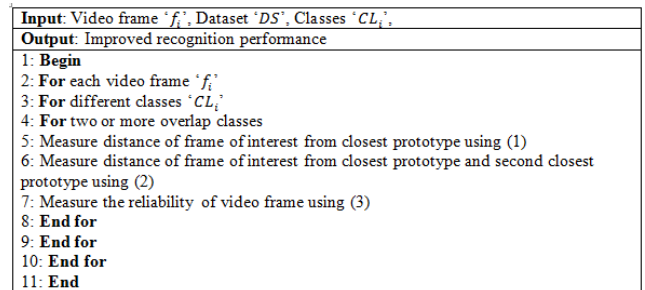 Input: Video frame ‘fᵢ’, Dataset ‘DS’, Classes ‘CLᵢ’,
Output: Improved recognition performance
1: Begin
2: For each video frame ‘fᵢ’
3: For different classes ‘CLᵢ’
4: For two or more overlap classes
5: Measure distance of frame of interest from closest prototype using (1)
6: Measure distance of frame of interest from closest prototype and second closest
prototype using (2)
7: Measure the reliability of video frame using (3)
8: End for
9: End for
10: End for
11: End